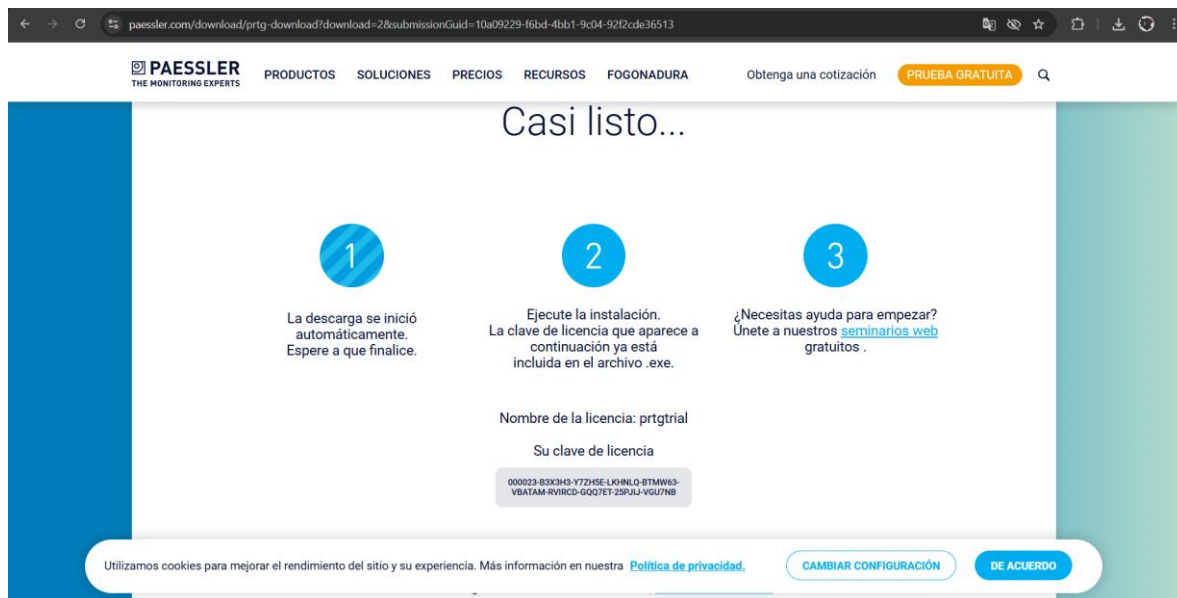 paessler.com/download/prtg-download?download=2&submissionGuid=10a09229-f6bd-4bb1-9c04-92f2cde36513
PAESSLER
THE MONITORING EXPERTS
PRODUCTOS SOLUCIONES PRECIOS RECURSOS FOGONADURA Obtenga una cotización PRUEBA GRATUITA
Casi listo...
1 2 3
La descarga se inició
automáticamente.
Espere a que finalice.
Ejecute la instalación.
La clave de licencia que aparece a
continuación ya está
incluida en el archivo .exe.
¿Necesitas ayuda para empezar?
Únete a nuestros seminarios web
gratuitos .
Nombre de la licencia: prtgtrial
Su clave de licencia
000023-B3X3H3-Y7ZH5E-LKHNLQ-BTMW63-
VBATAM-RVIRCD-GQQ7ET-25PJIJ-VGU7NB
Utilizamos cookies para mejorar el rendimiento del sitio y su experiencia. Más información en nuestra Política de privacidad.
CAMBIAR CONFIGURACIÓN DE ACUERDO